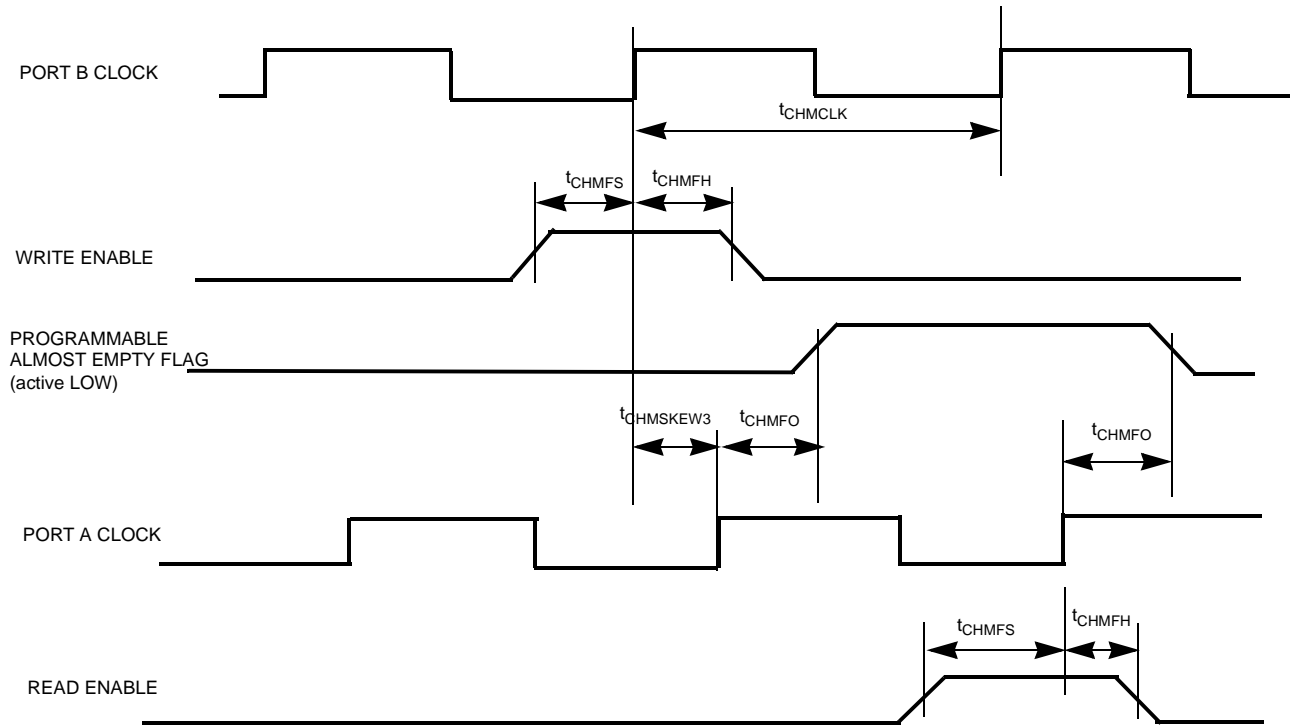 PORT B CLOCK
tCHMCLK
tCHMFS
tCHMFH
WRITE ENABLE
PROGRAMMABLE
ALMOST EMPTY FLAG
(active LOW)
tCHMSKEW3
tCHMFO
tCHMFO
PORT A CLOCK
tCHMFS
tCHMFH
READ ENABLE